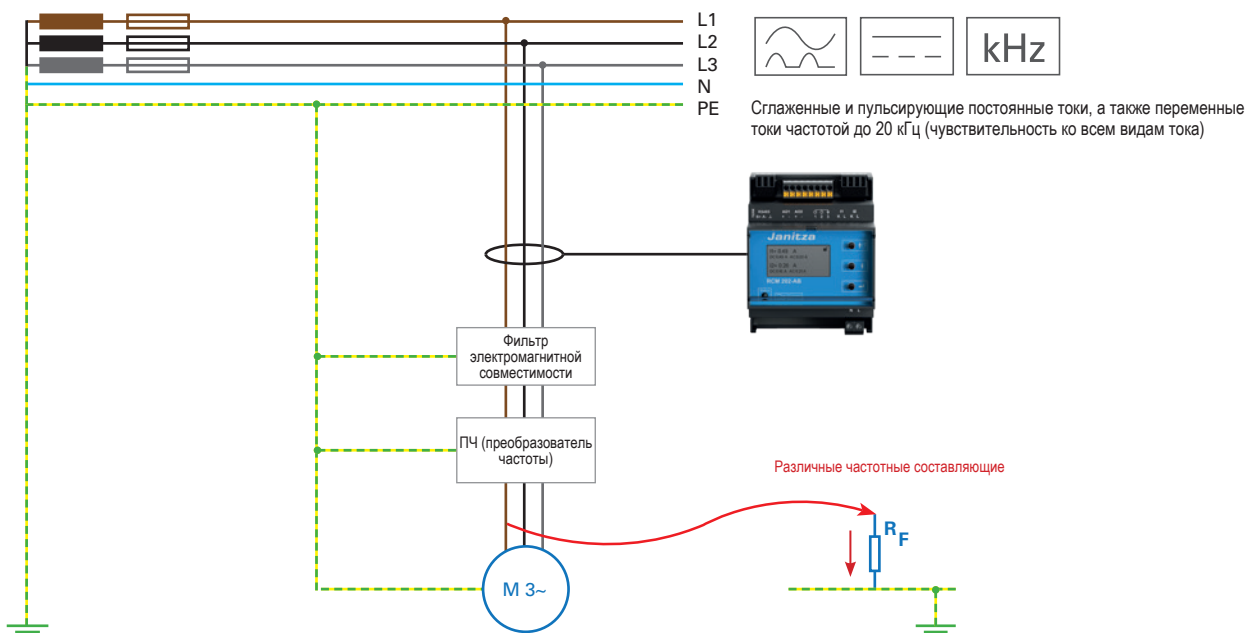 L1
L2
L3
N
PE
kHz
Сглаженные и пульсирующие постоянные токи, а также переменные
токи частотой до 20 кГц (чувствительность ко всем видам тока)
Janitza
Фильтр
электромагнитной
совместимости
ПЧ (преобразователь
частоты)
Различные частотные составляющие
R F
M 3~